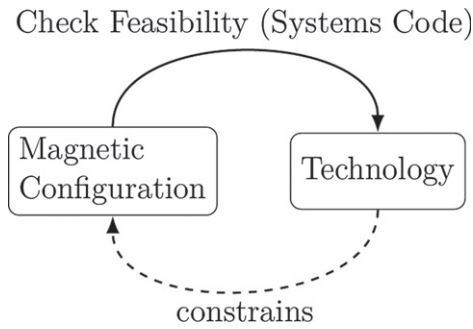 Check Feasibility (Systems Code)
Magnetic
Configuration
Technology
constrains